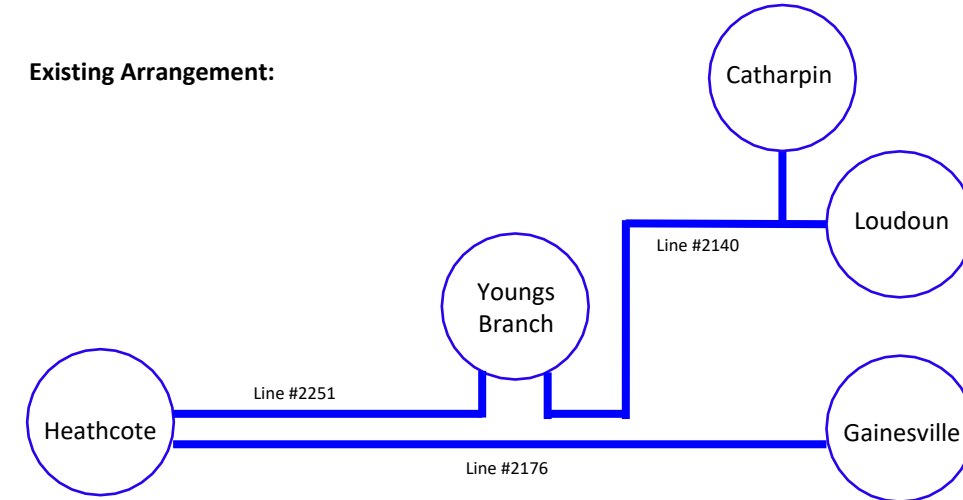 Existing Arrangement:
Catharpin
Loudoun
Line #2140
Youngs
Branch
Line #2251
Heathcote
Gainesville
Line #2176